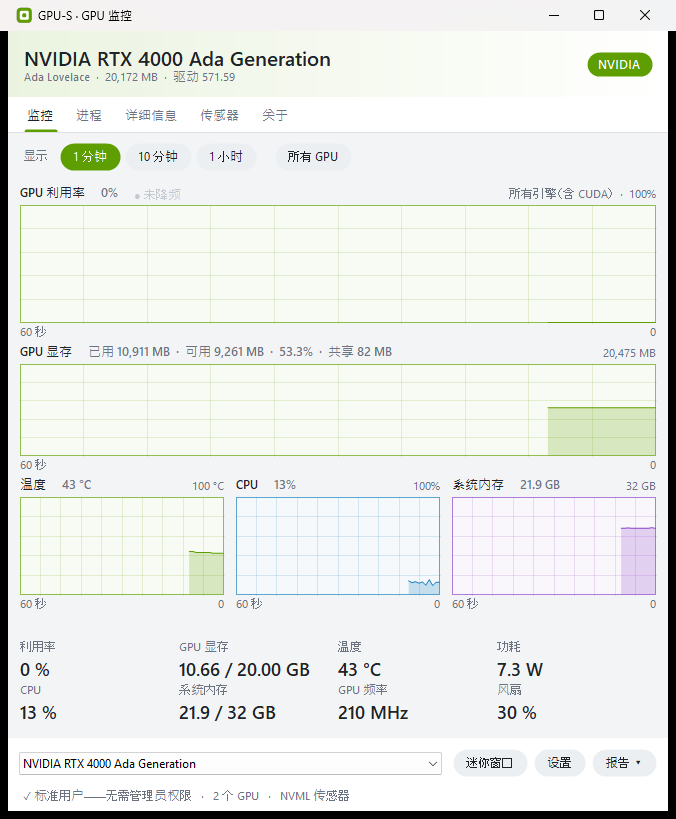 GPU-S · GPU 监控
NVIDIA RTX 4000 Ada Generation
Ada Lovelace · 20,172 MB · 驱动 571.59
NVIDIA
监控 进程 详细信息 传感器 关于
显示 1 分钟 10 分钟 1 小时 所有 GPU
GPU 利用率 0% ● 未降频 所有引擎(含 CUDA) · 100%
60 秒 0
GPU 显存 已用 10,911 MB · 可用 9,261 MB · 53.3% · 共享 82 MB 20,475 MB
60 秒 0
温度 43 °C 100 °C CPU 13% 100% 系统内存 21.9 GB 32 GB
60 秒 0 60 秒 0 60 秒 0
利用率 GPU 显存 温度 功耗
0 % 10.66 / 20.00 GB 43 °C 7.3 W
CPU 系统内存 GPU 频率 风扇
13 % 21.9 / 32 GB 210 MHz 30 %
NVIDIA RTX 4000 Ada Generation 迷你窗口 设置 报告 ▾
✓ 标准用户——无需管理员权限 · 2 个 GPU · NVML 传感器